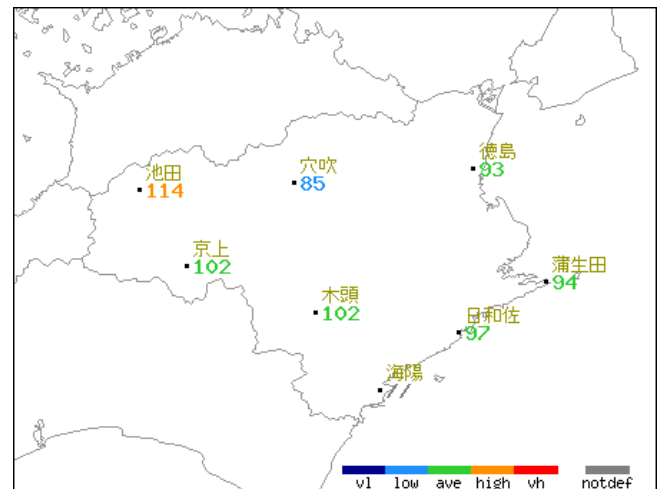 徳島
93
穴吹
85
池田
114
京上
102
蒲生田
94
木頭
102
日和佐
97
海陽
vl low ave high vh notdef